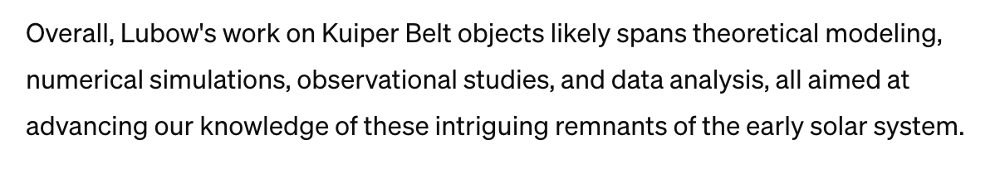 Overall, Lubow's work on Kuiper Belt objects likely spans theoretical modeling,
numerical simulations, observational studies, and data analysis, all aimed at
advancing our knowledge of these intriguing remnants of the early solar system.